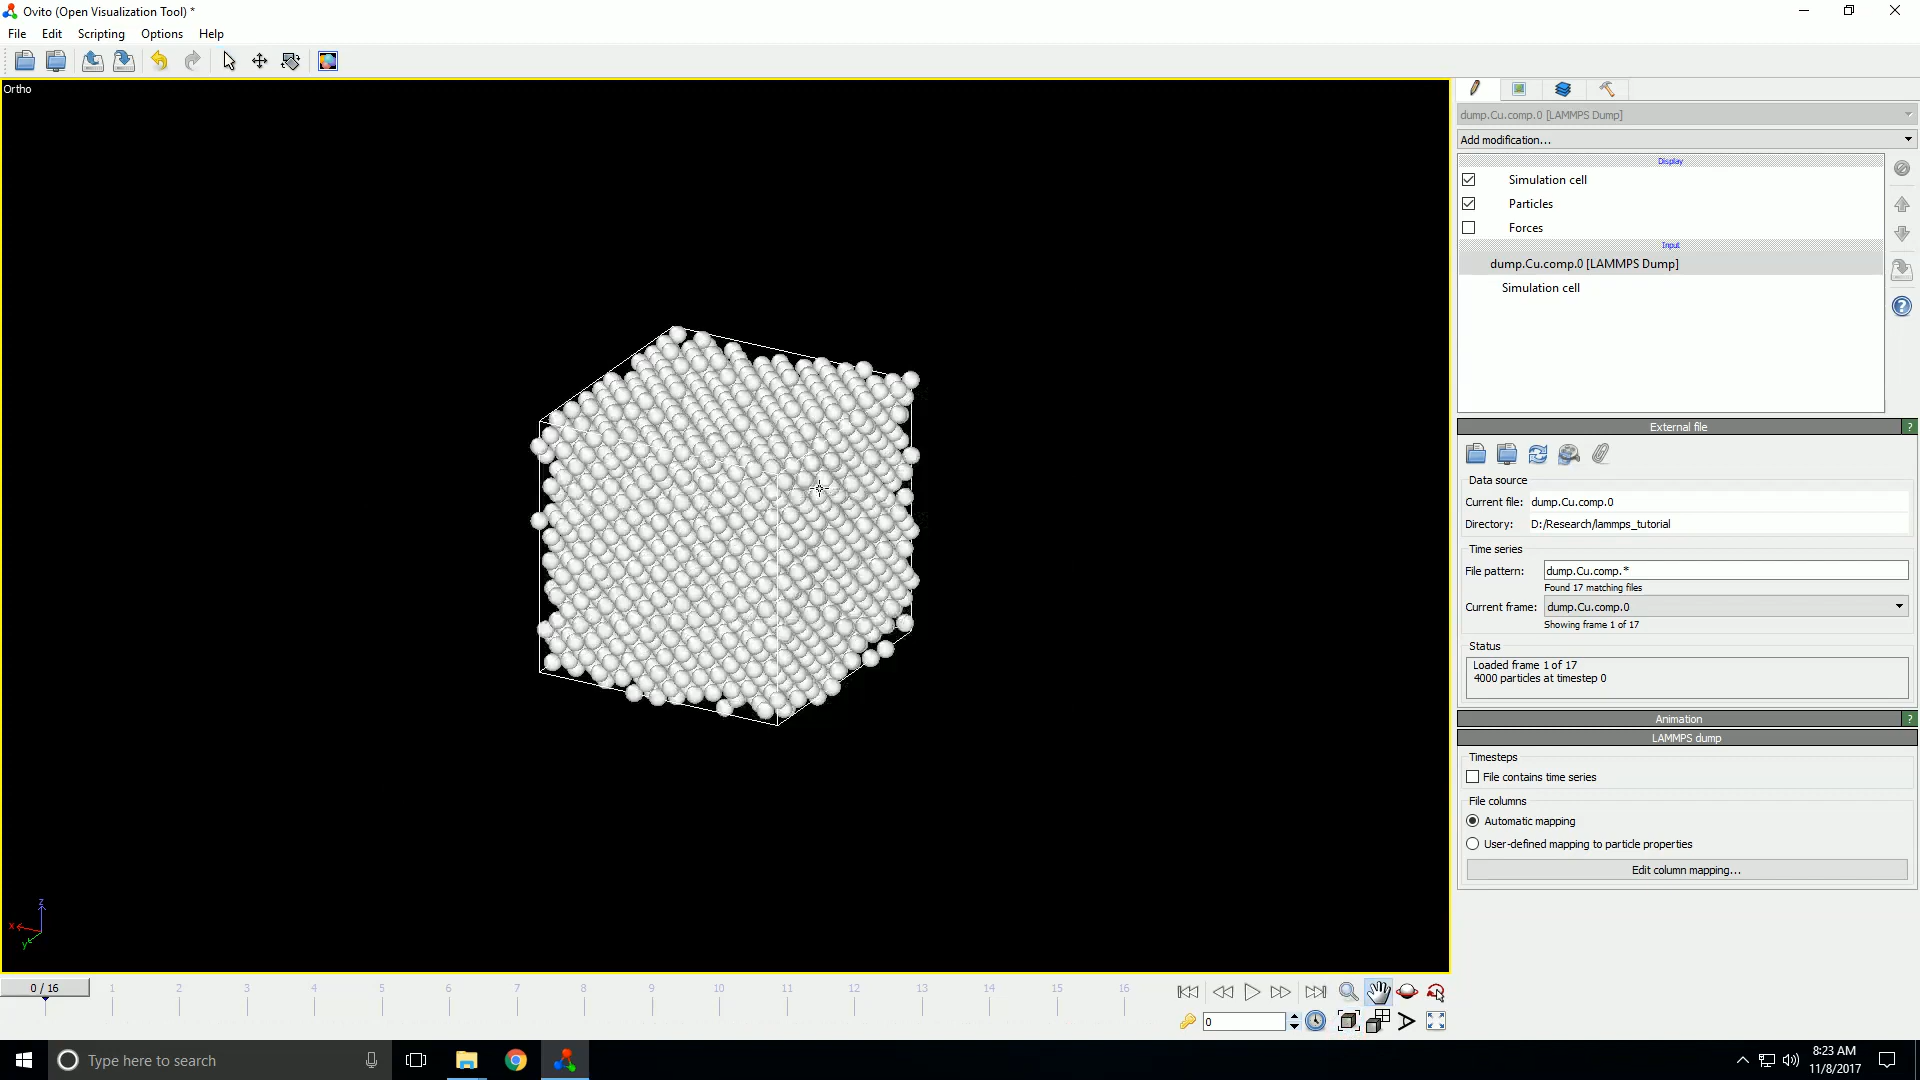 Ovito (Open Visualization Tool) *
File Edit Scripting Options Help
Ortho
dump.Cu.comp.0 [LAMMPS Dump]
Add modification...
Display
Simulation cell
Particles
Forces
Input
dump.Cu.comp.0 [LAMMPS Dump]
Simulation cell
External file ?
Data source
Current file: dump.Cu.comp.0
Directory: D:/Research/lammps_tutorial
Time series
File pattern: dump.Cu.comp.*
Found 17 matching files
Current frame: dump.Cu.comp.0
Showing frame 1 of 17
Status
Loaded frame 1 of 17
4000 particles at timestep 0
Animation ?
LAMMPS dump
Timesteps
File contains time series
File columns
Automatic mapping
User-defined mapping to particle properties
Edit column mapping...
z
x
y
0 / 16 1 2 3 4 5 6 7 8 9 10 11 12 13 14 15 16
0
Type here to search
8:23 AM
11/8/2017